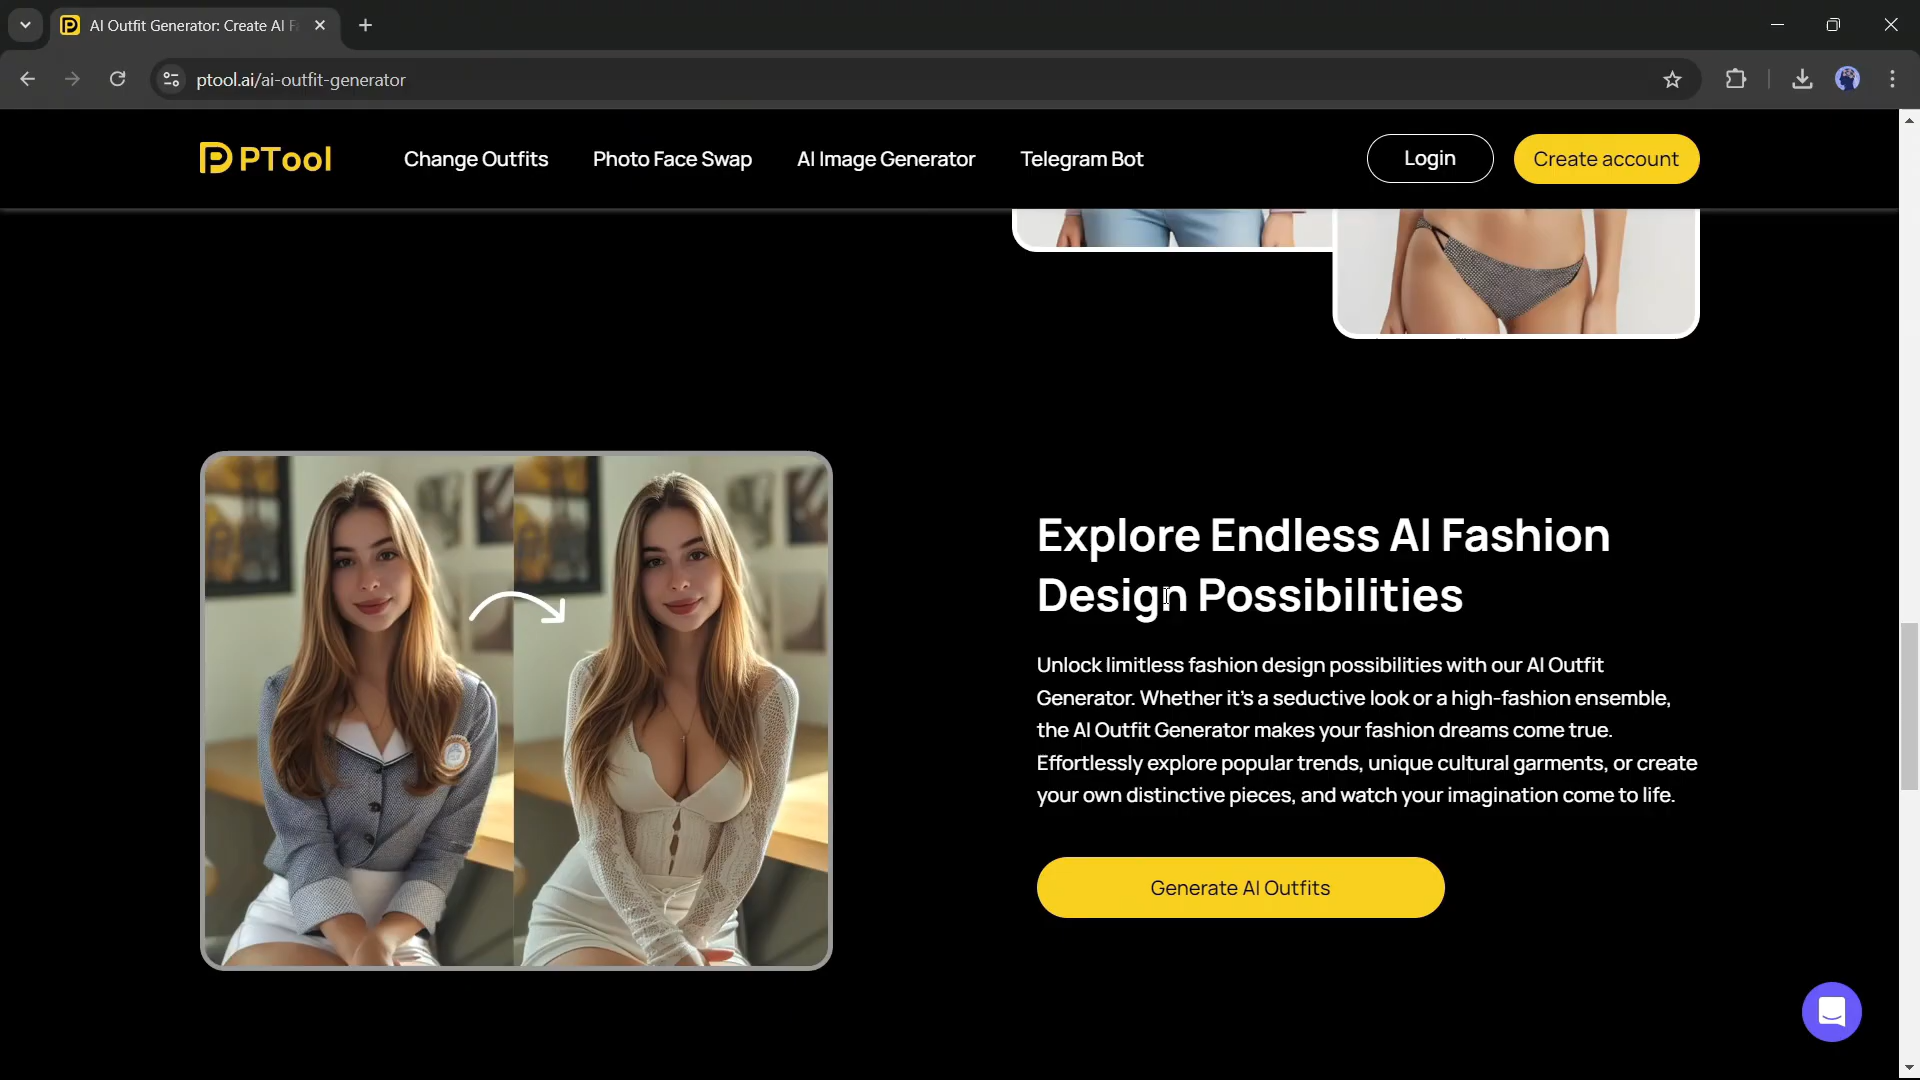 AI Outfit Generator: Create AI F
ptool.ai/ai-outfit-generator
PTool
Change Outfits
Photo Face Swap
AI Image Generator
Telegram Bot
Login
Create account
Explore Endless AI Fashion
Design Possibilities
Unlock limitless fashion design possibilities with our AI Outfit
Generator. Whether it's a seductive look or a high-fashion ensemble,
the AI Outfit Generator makes your fashion dreams come true.
Effortlessly explore popular trends, unique cultural garments, or create
your own distinctive pieces, and watch your imagination come to life.
Generate AI Outfits